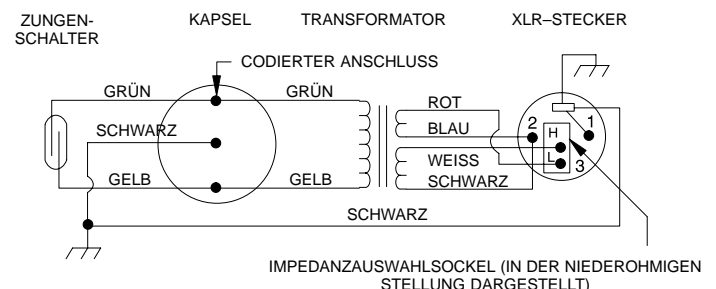 ZUNGEN-
SCHALTER
KAPSEL
TRANSFORMATOR
XLR–STECKER
CODIERTER ANSCHLUSS
GRÜN
GRÜN
ROT
SCHWARZ
BLAU
2
H
1
WEISS
L
3
GELB
GELB
SCHWARZ
SCHWARZ
IMPEDANZAUSWAHLSOCKEL (IN DER NIEDEROHMIGEN
STELLUNG DARGESTELLT)